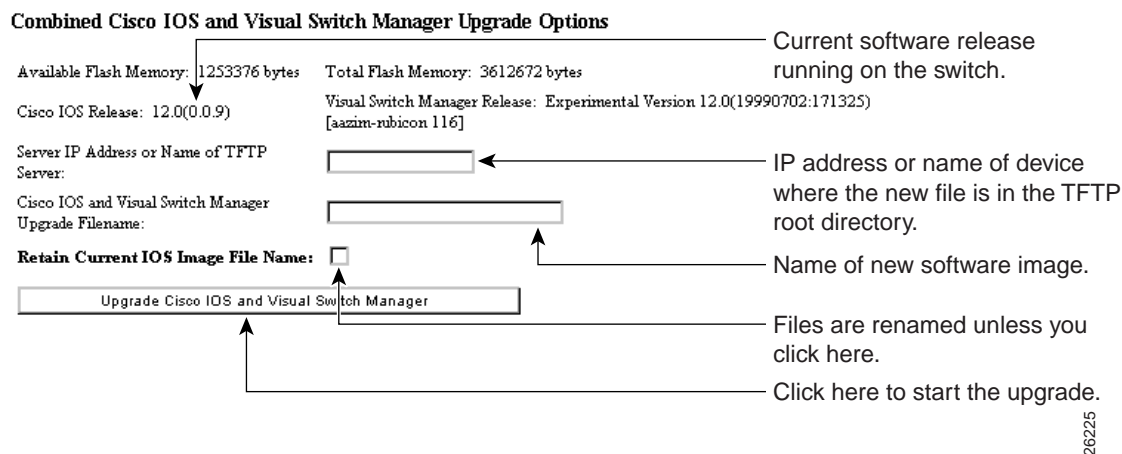 Combined Cisco IOS and Visual Switch Manager Upgrade Options
Current software release
running on the switch.
Available Flash Memory: 1253376 bytes Total Flash Memory: 3612672 bytes
Cisco IOS Release: 12.0(0.0.9)
Visual Switch Manager Release: Experimental Version 12.0(19990702:171325)
[aazim-rubicon 116]
Server IP Address or Name of TFTP
Server:
IP address or name of device
where the new file is in the TFTP
root directory.
Cisco IOS and Visual Switch Manager
Upgrade Filename:
Name of new software image.
Retain Current IOS Image File Name:
Files are renamed unless you
click here.
Upgrade Cisco IOS and Visual Switch Manager
Click here to start the upgrade.
26225